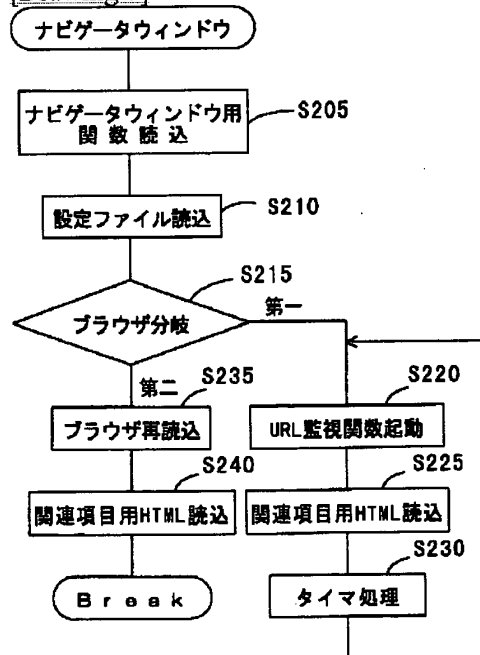 ナビゲータウィンドウ
ナビゲータウィンドウ用
関数読込
S205
設定ファイル読込
S210
ブラウザ分岐
S215
第一
第二
S235
ブラウザ再読込
S220
URL監視関数起動
S240
関連項目用HTML読込
S225
関連項目用HTML読込
Break
S230
タイマ処理